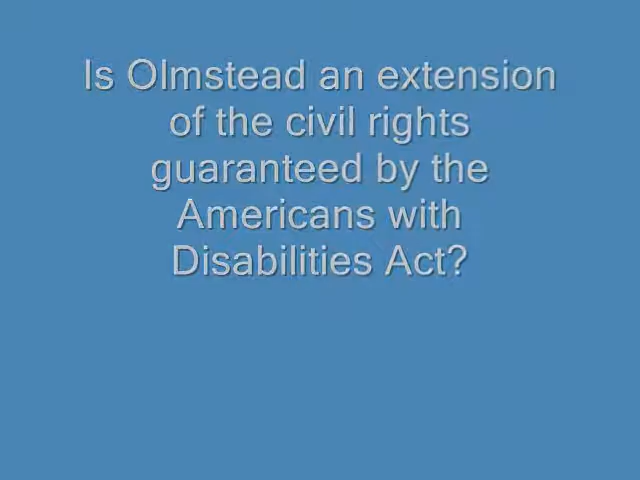 Is Olmstead an extension
of the civil rights
guaranteed by the
Americans with
Disabilities Act?